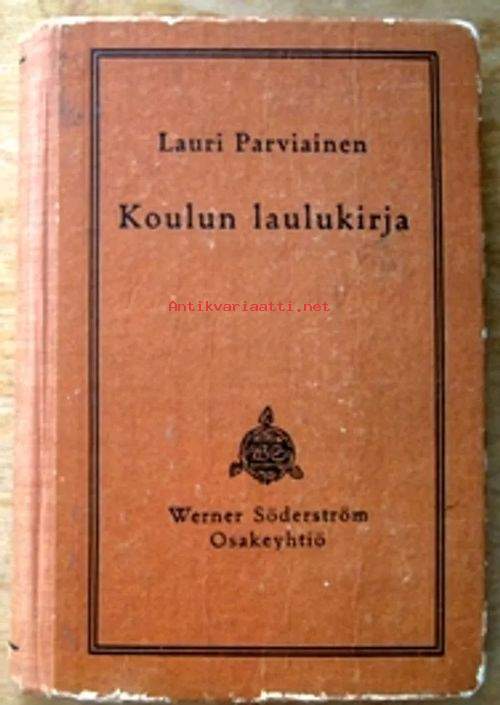 Lauri Parviainen
Koulun laulukirja
Antikvariaatti.net
Werner Söderström
Osakeyhtiö